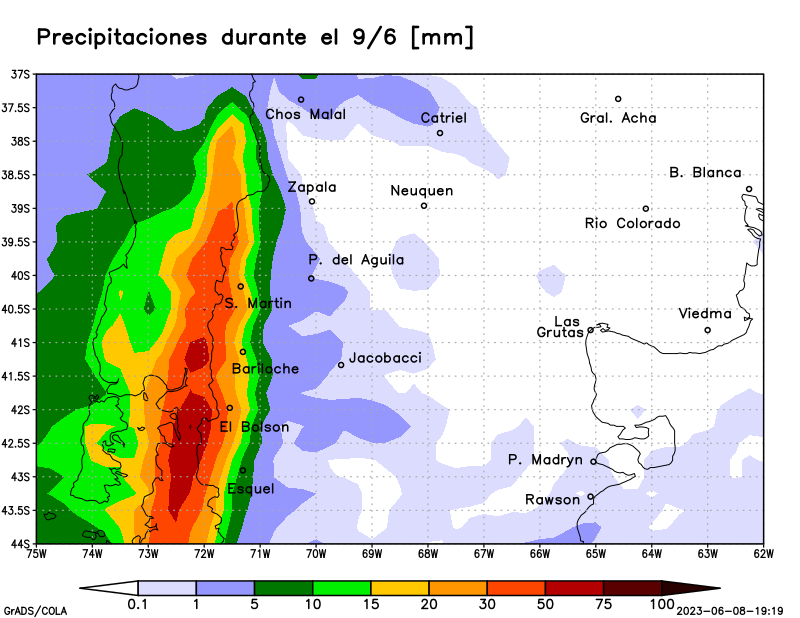 Precipitaciones durante el 9/6 [mm]
37S
37.5S
38S
38.5S
39S
39.5S
40S
40.5S
41S
41.5S
42S
42.5S
43S
43.5S
44S
Chos Malal
Catriel
Gral. Acha
B. Blanca
Zapala
Neuquen
Rio Colorado
P. del Aguila
S. Martin
Viedma
Las
Grutas
Jacobacci
Bariloche
El Bolson
P. Madryn
Esquel
Rawson
75W 74W 73W 72W 71W 70W 69W 68W 67W 66W 65W 64W 63W 62W
0.1 1 5 10 15 20 30 50 75 100
GrADS/COLA
2023-06-08-19:19